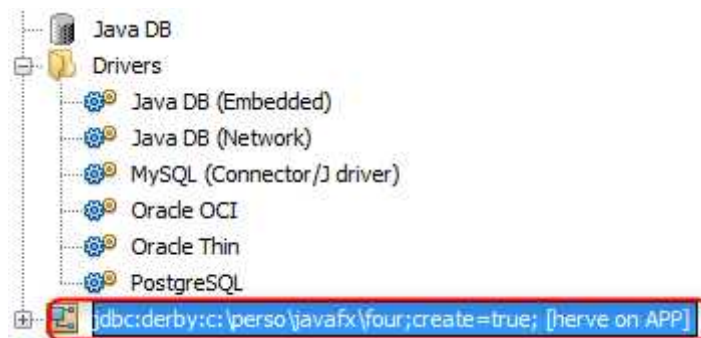 Java DB
Drivers
Java DB (Embedded)
Java DB (Network)
MySQL (Connector/J driver)
Oracle OCI
Oracle Thin
PostgreSQL
jdbc:derby:c:\perso\javafx\four;create=true; [herve on APP]